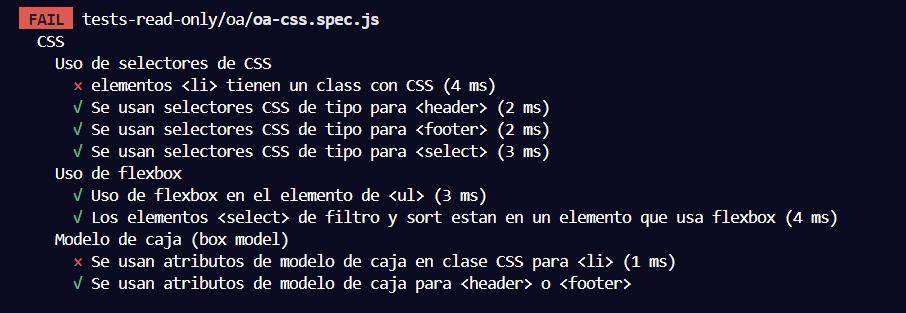 FAIL tests-read-only/oa/oa-css.spec.js
CSS
Uso de selectores de CSS
× elementos <li> tienen un class con CSS (4 ms)
√ Se usan selectores CSS de tipo para <header> (2 ms)
√ Se usan selectores CSS de tipo para <footer> (2 ms)
√ Se usan selectores CSS de tipo para <select> (3 ms)
Uso de flexbox
√ Uso de flexbox en el elemento de <ul> (3 ms)
√ Los elementos <select> de filtro y sort estan en un elemento que usa flexbox (4 ms)
Modelo de caja (box model)
× Se usan atributos de modelo de caja en clase CSS para <li> (1 ms)
√ Se usan atributos de modelo de caja para <header> o <footer>